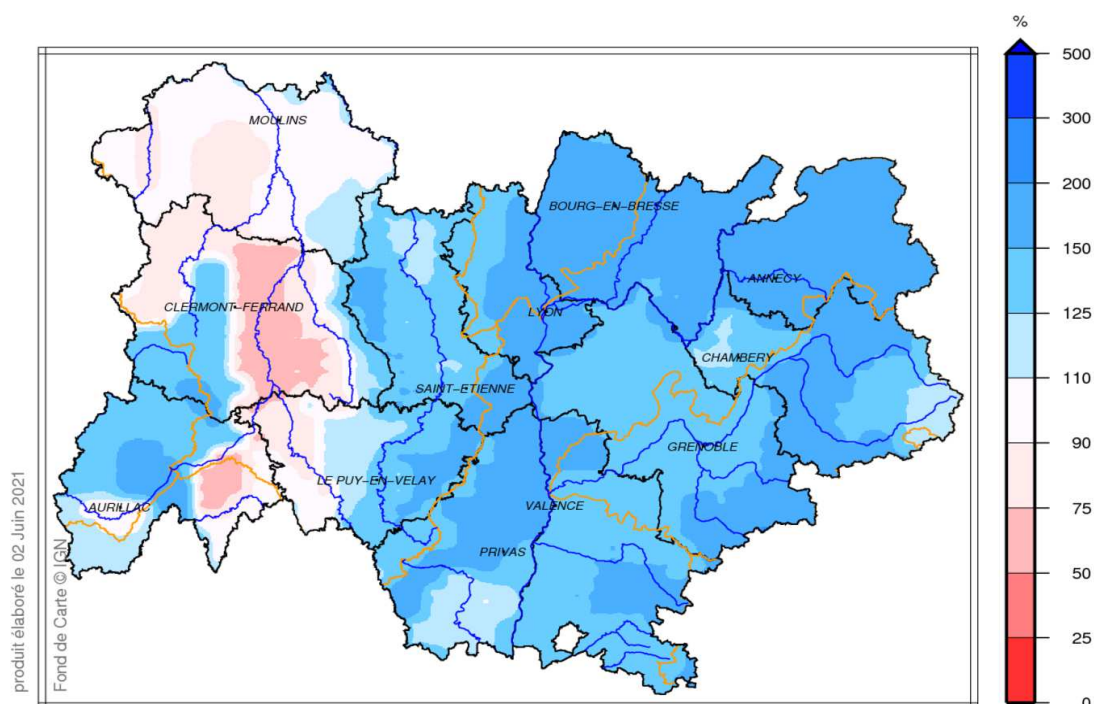 %
500
300
200
150
125
110
90
75
50
25
0
MOULINS
BOURG-EN-BRESSE
ANNECY
CLERMONT-FERRAND
LYON
CHAMBERY
SAINT-ETIENNE
GRENOBLE
LE PUY-EN-VELAY
AURILLAC
VALENCE
PRIVAS
produit élaboré le 02 Juin 2021
Fond de Carte © IGN